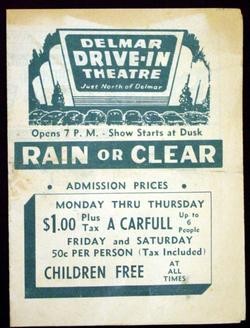 DELMAR
DRIVE-IN
THEATRE
Just North of Delmar
Opens 7 P. M. - Show Starts at Dusk
RAIN OR CLEAR
• ADMISSION PRICES •
MONDAY THRU THURSDAY
$1.00 Plus Tax A CARFULL Up to 6 People
FRIDAY and SATURDAY
50c PER PERSON (Tax Included)
CHILDREN FREE AT ALL TIMES